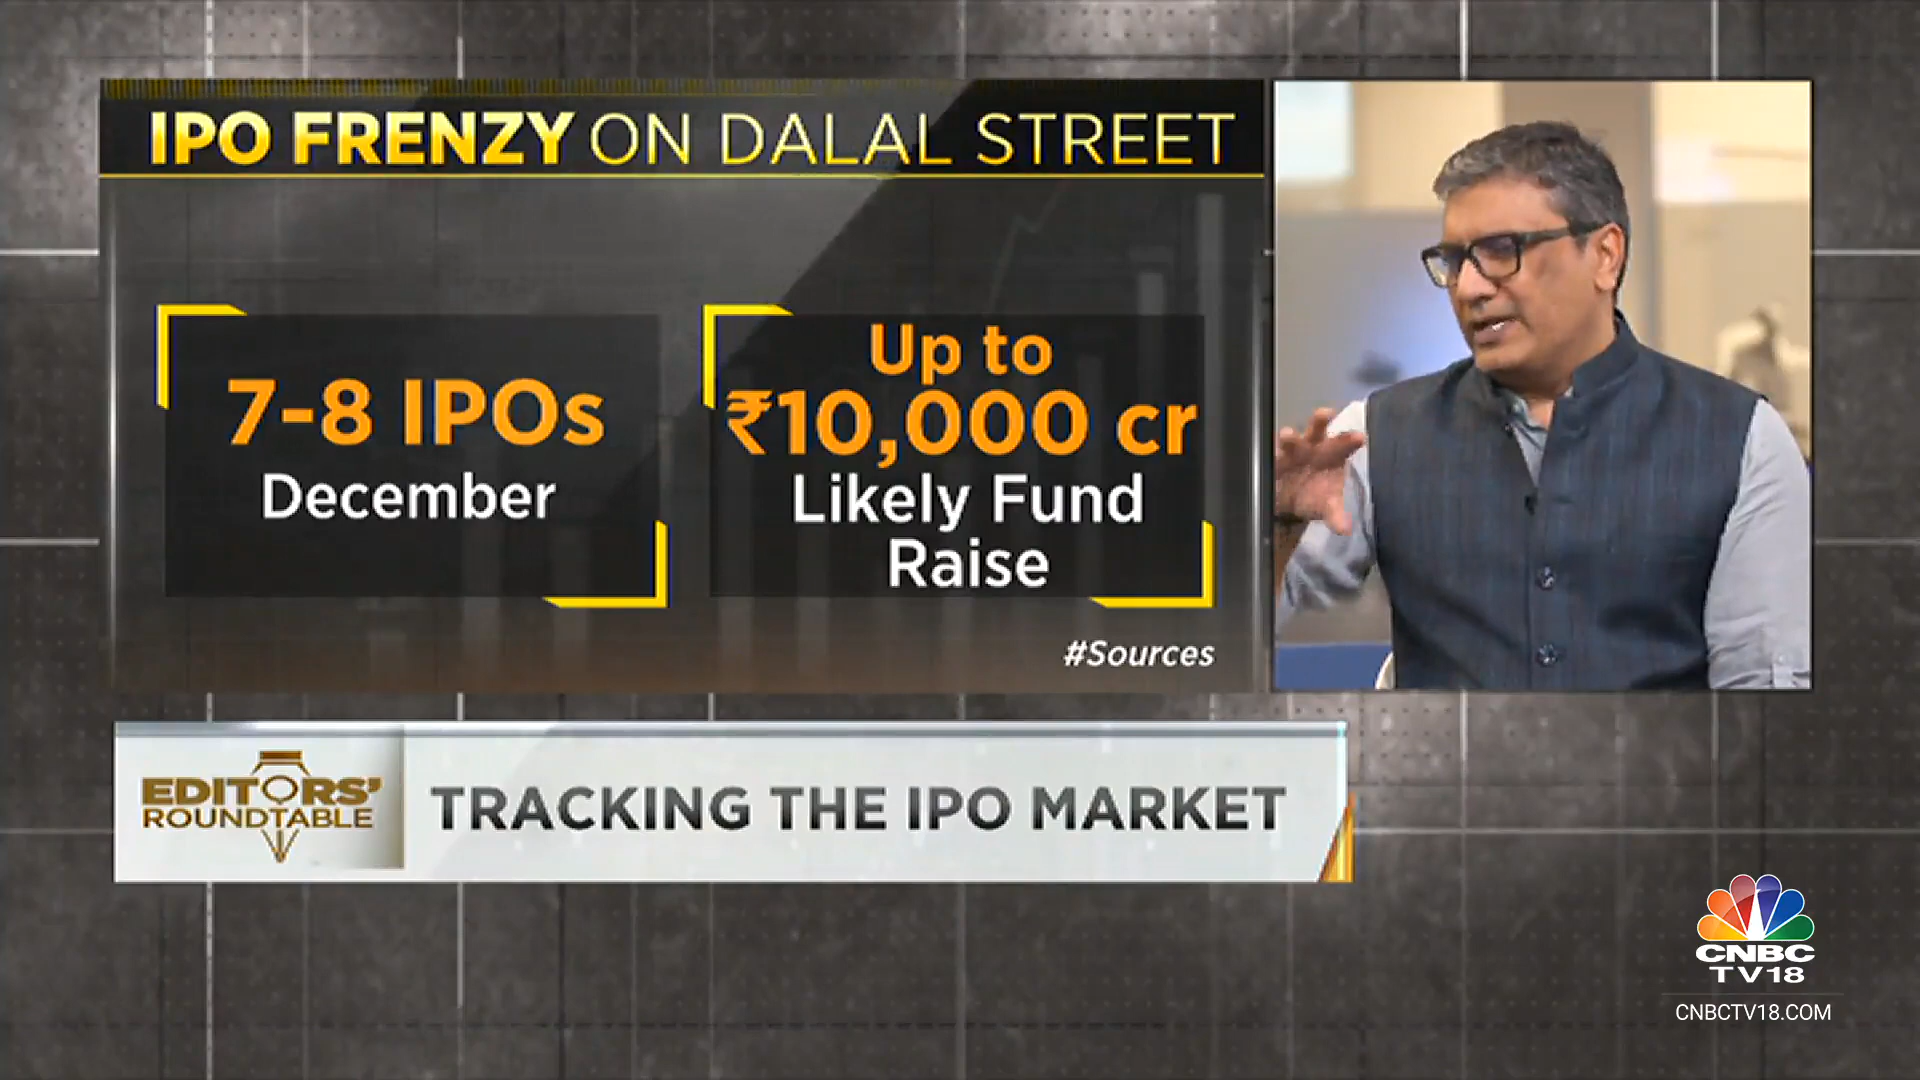 IPO FRENZY ON DALAL STREET
7-8 IPOs
December
Up to
₹10,000 cr
Likely Fund
Raise
#Sources
EDITORS'
ROUNDTABLE
TRACKING THE IPO MARKET
CNBC
TV18
CNBCTV18.COM